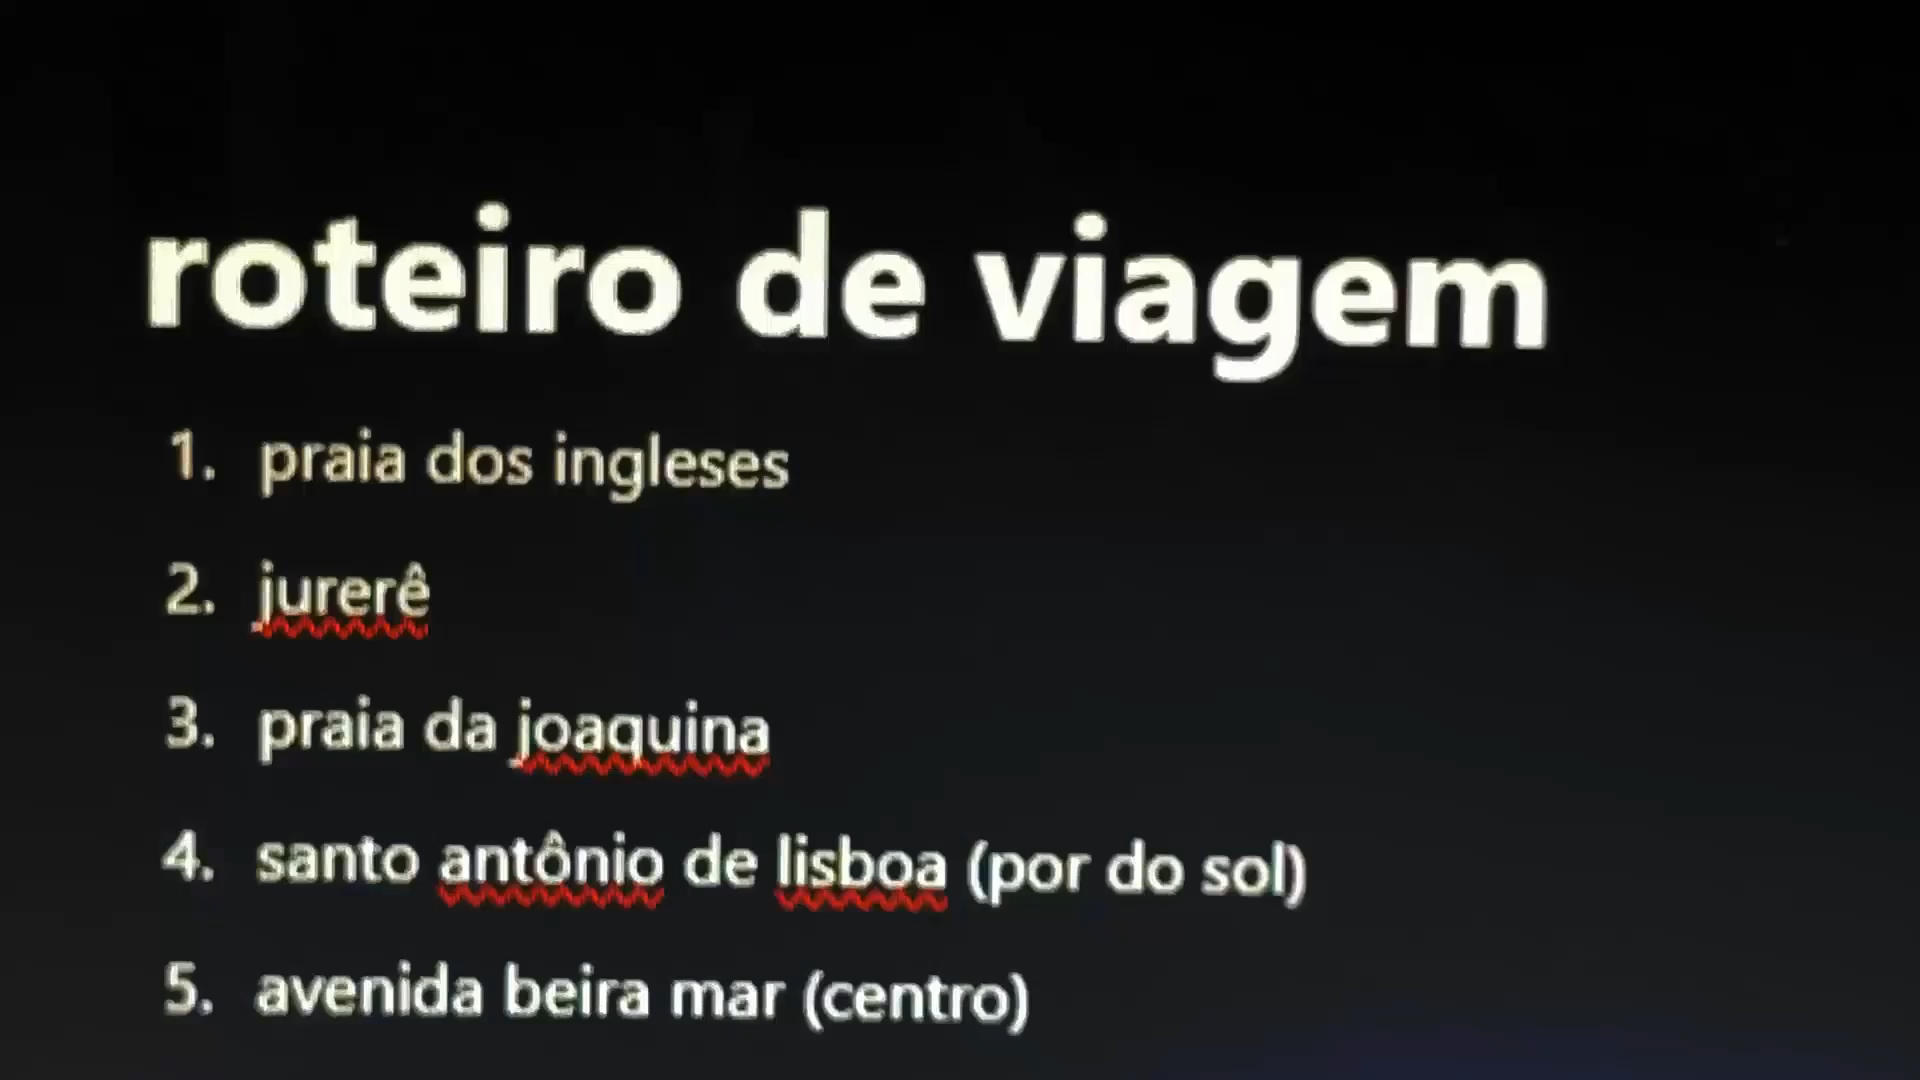 roteiro de viagem
1. praia dos ingleses
2. jurerê
3. praia da joaquina
4. santo antônio de lisboa (por do sol)
5. avenida beira mar (centro)